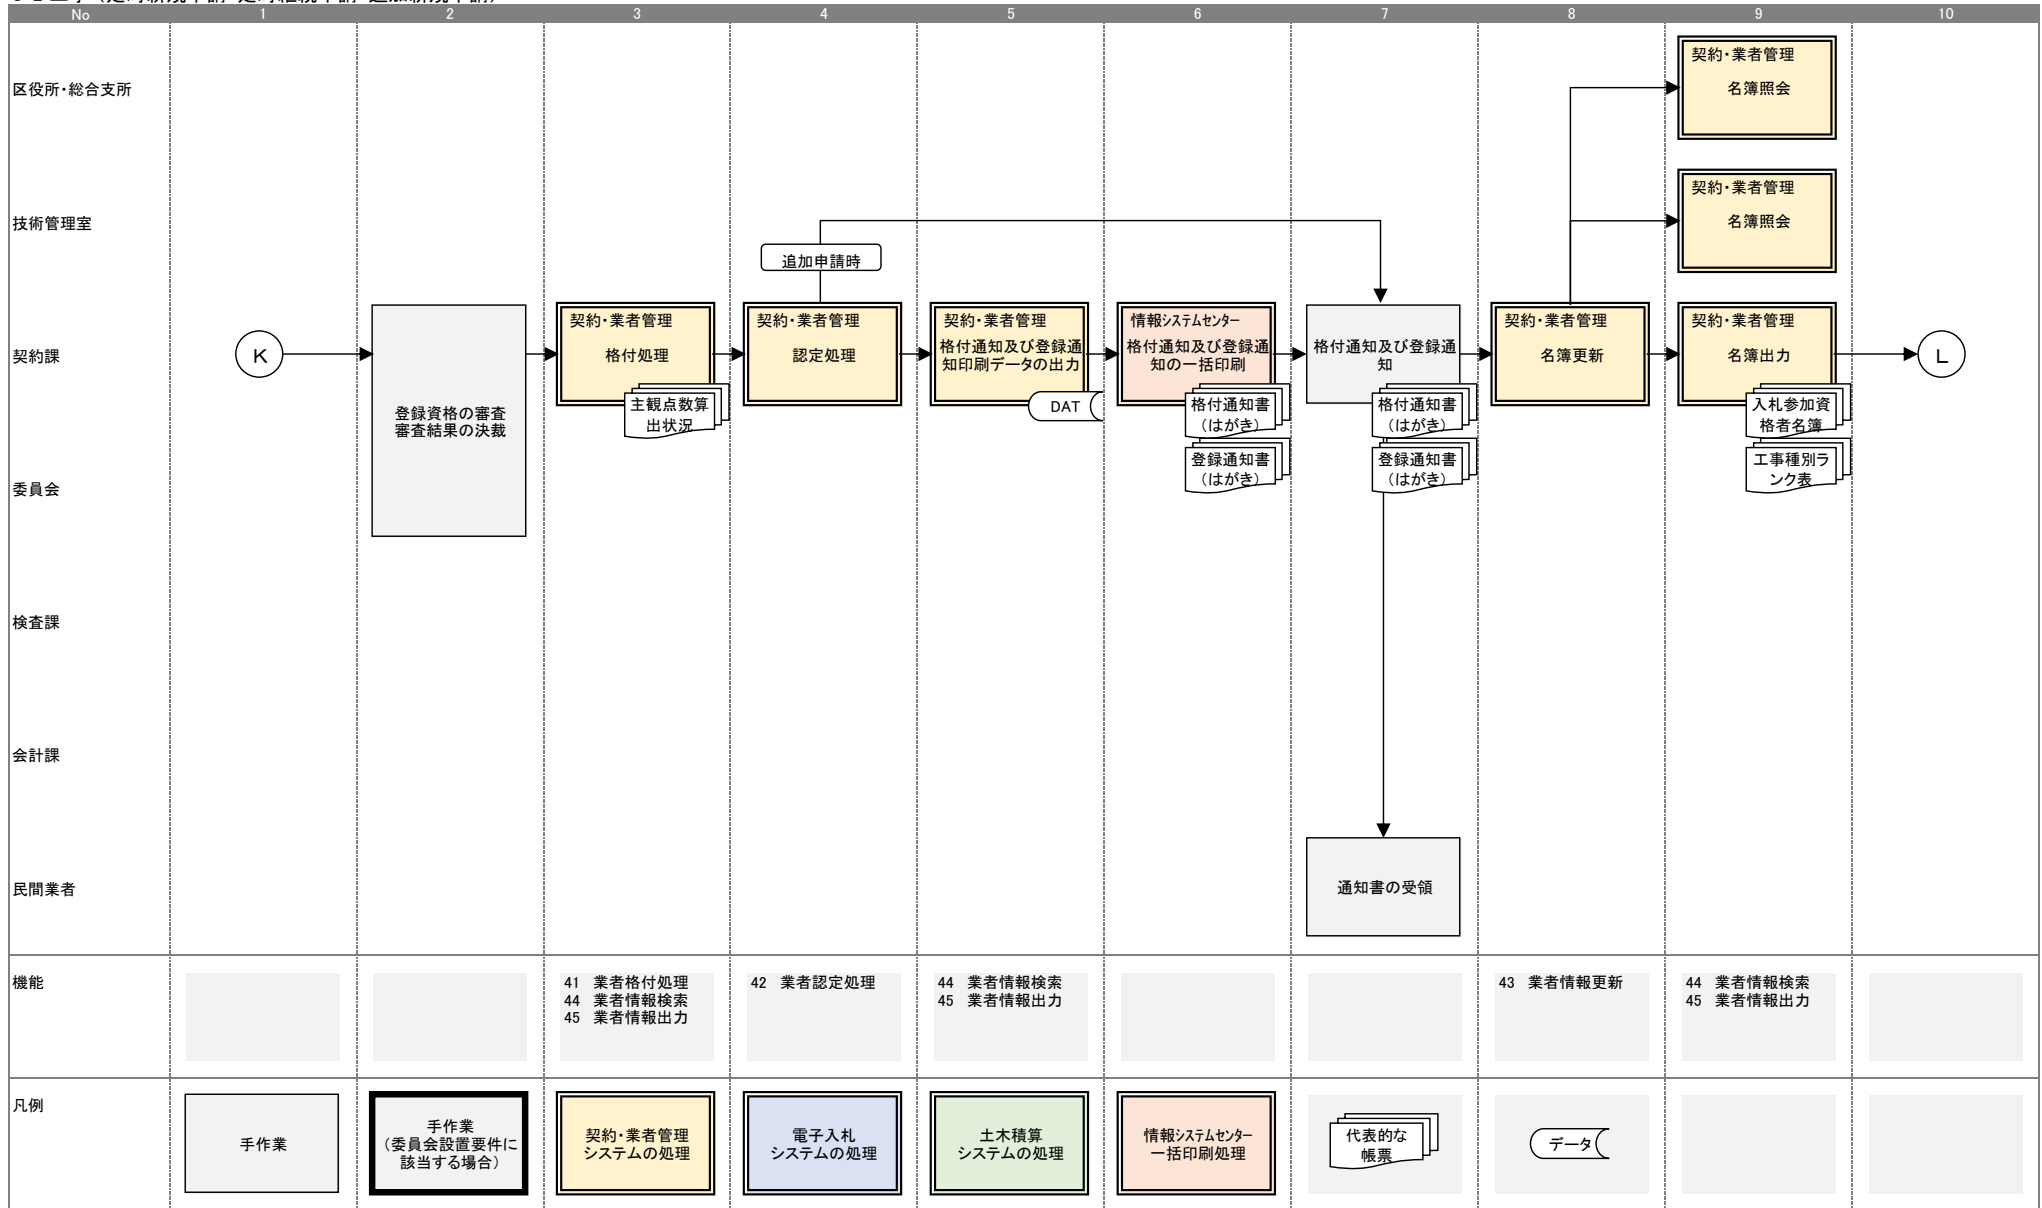 No 1 2 3 4 5 6 7 8 9 10
区役所・総合支所
契約・業者管理
名簿照会
技術管理室
追加申請時
契約・業者管理
名簿照会
契約課
K
登録資格の審査
審査結果の決裁
契約・業者管理
格付処理
主観点数算
出状況
契約・業者管理
認定処理
契約・業者管理
格付通知及び登録通
知印刷データの出力
DAT
情報システムセンター
格付通知及び登録通
知の一括印刷
格付通知書
（はがき）
登録通知書
（はがき）
格付通知及び登録通
知
格付通知書
（はがき）
登録通知書
（はがき）
契約・業者管理
名簿更新
契約・業者管理
名簿出力
入札参加資
格者名簿
工事種別ラ
ンク表
L
委員会
検査課
会計課
民間業者
通知書の受領
機能
41 業者格付処理
44 業者情報検索
45 業者情報出力
42 業者認定処理
44 業者情報検索
45 業者情報出力
43 業者情報更新
44 業者情報検索
45 業者情報出力
凡例
手作業
手作業
（委員会設置要件に
該当する場合）
契約・業者管理
システムの処理
電子入札
システムの処理
土木積算
システムの処理
情報システムセンター
一括印刷処理
代表的な
帳票
データ